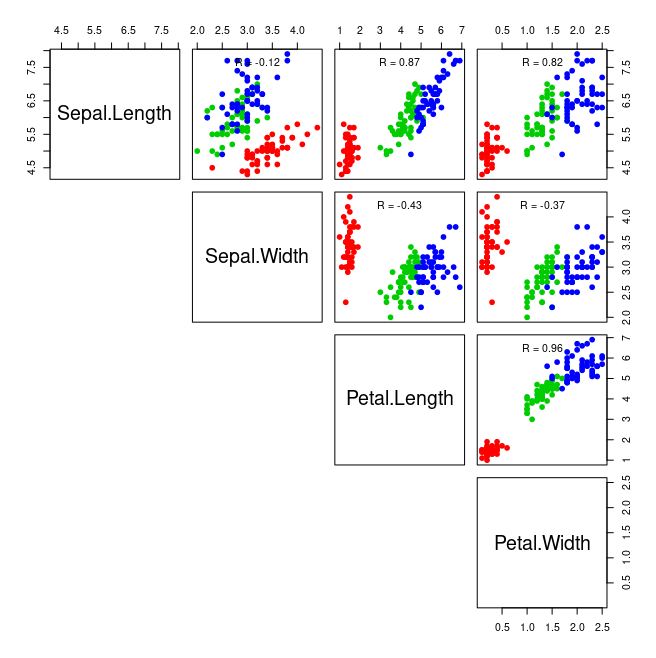 4.5 5.5 6.5 7.5
2.0 3.0 4.0
1 2 3 4 5 6 7
0.5 1.0 1.5 2.0 2.5
Sepal.Length
R = -0.12
R = 0.87
R = 0.82
4.5 5.5 6.5 7.5
4.5 5.5 6.5 7.5
Sepal.Width
R = -0.43
R = -0.37
2.0 2.5 3.0 3.5 4.0
Petal.Length
R = 0.96
1 2 3 4 5 6 7
Petal.Width
0.5 1.0 1.5 2.0 2.5
0.5 1.0 1.5 2.0 2.5